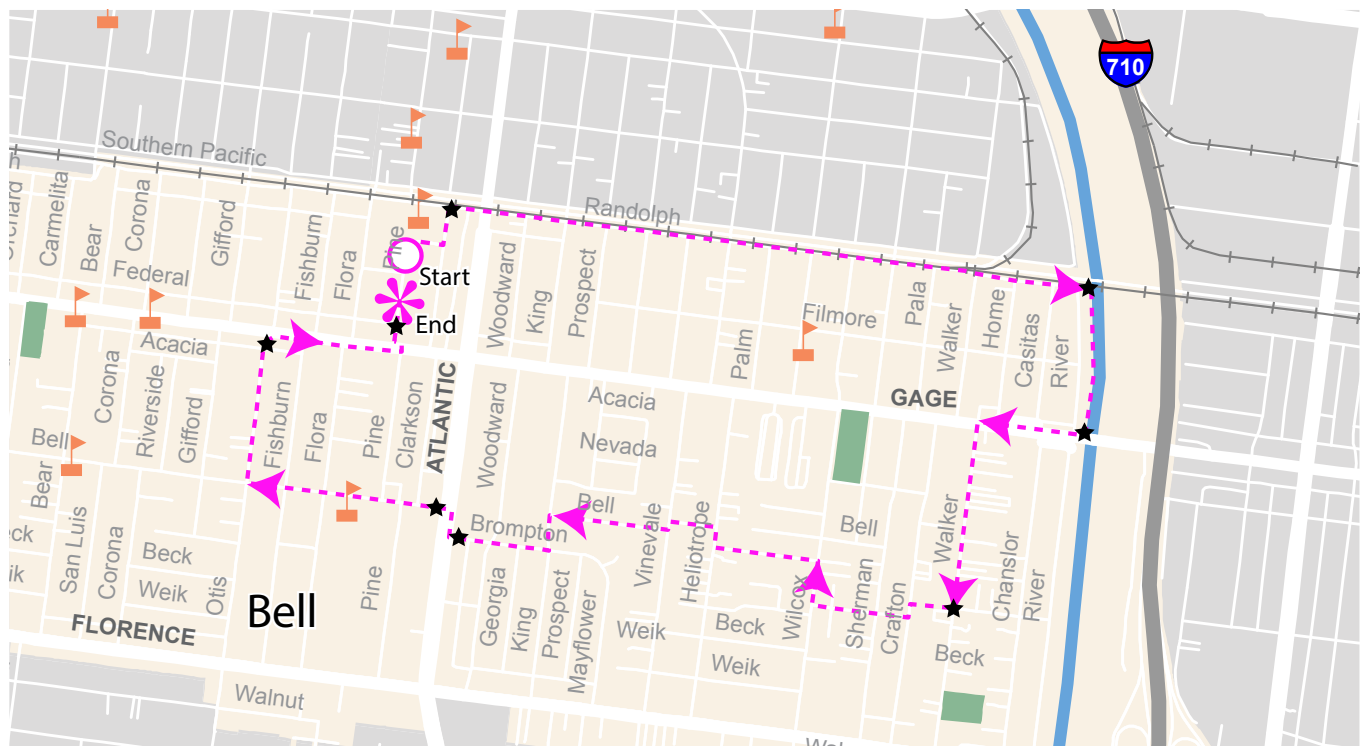 710
Southern Pacific
Randolph
Carmelita
Bear
Corona
Gifford
Fishburn
Flora
Pine
Federal
Start
End
Woodward
King
Prospect
Palm
Filmore
Pala
Walker
Home
Casitas
River
Acacia
GAGE
ATLANTIC
Corona
Riverside
Gifford
Fishburn
Flora
Pine
Clarkson
Woodward
Acacia
Nevada
Bell
Bear
San Luis
Corona
Beck
Weik
Otis
Bell
Pine
FLORENCE
Walnut
Brompton
Bell
Vinevale
Heliotrope
Bell
Walker
Chanslor
River
Georgia
King
Prospect
Mayflower
Weik
Beck
Weik
Wilcox
Sherman
Crafton
Beck